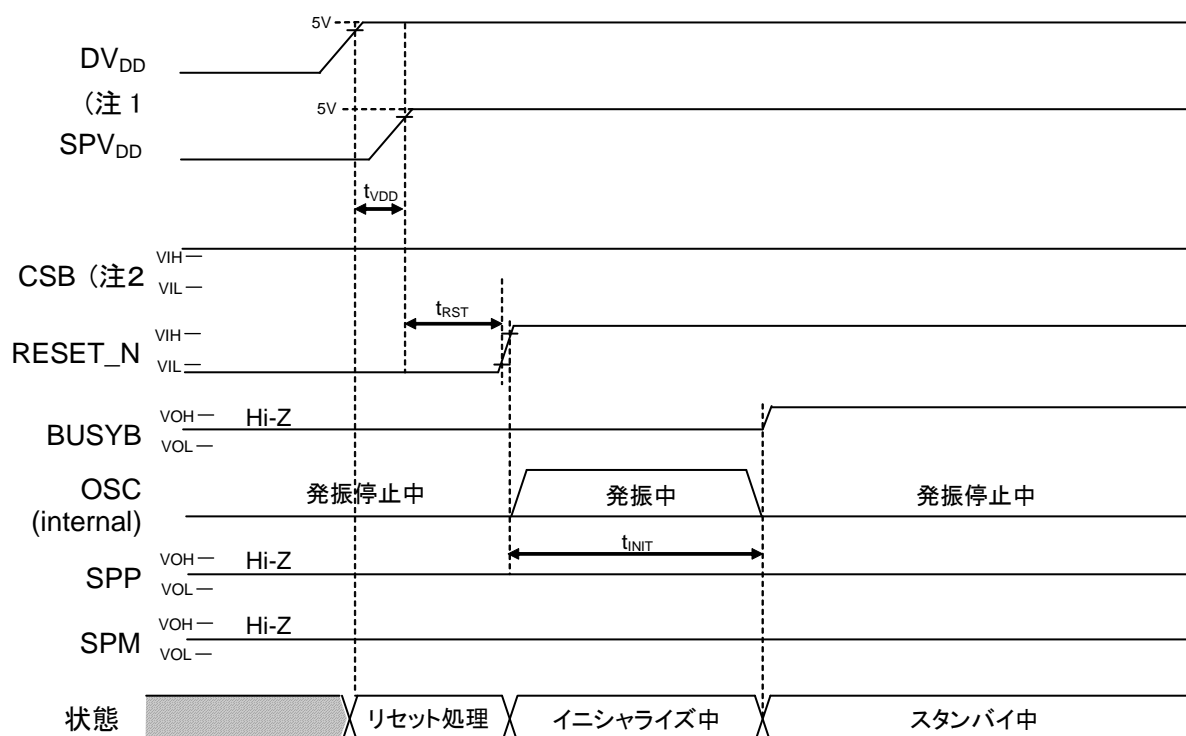 5V
DVDD
(注1
5V
SPVDD
tVDD
VIH
CSB (注2
VIL
tRST
VIH
RESET_N
VIL
VOH
Hi-Z
BUSYB
VOL
OSC
(internal)
発振停止中
発振中
発振停止中
tINIT
VOH
Hi-Z
SPP
VOL
VOH
Hi-Z
SPM
VOL
状態
リセット処理
イニシャライズ中
スタンバイ中